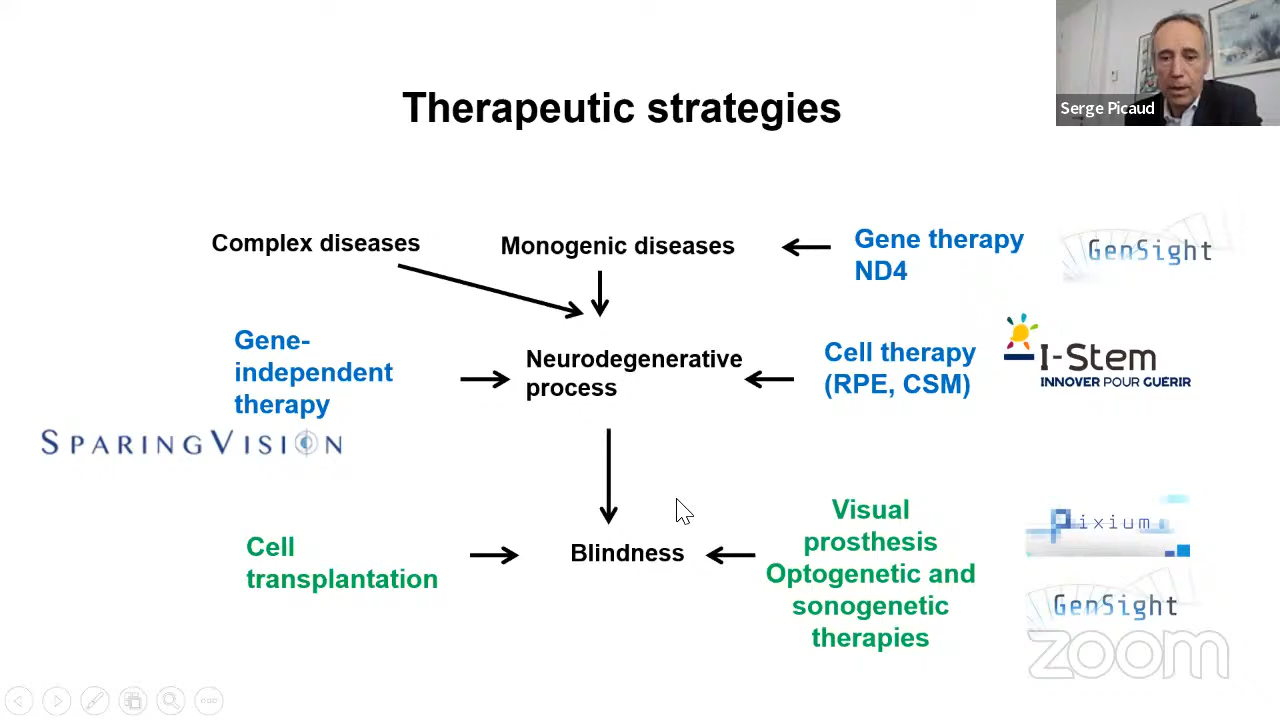 Serge Picaud
Therapeutic strategies
Complex diseases
Monogenic diseases
Gene therapy
ND4
GenSight
Gene-
independent
therapy
SPARINGVISION
Neurodegenerative
process
Cell therapy
(RPE, CSM)
I-Stem
INNOVER POUR GUÉRIR
Cell
transplantation
Blindness
Visual
prosthesis
Optogenetic and
sonogenetic
therapies
Pixium
GenSight
zoom